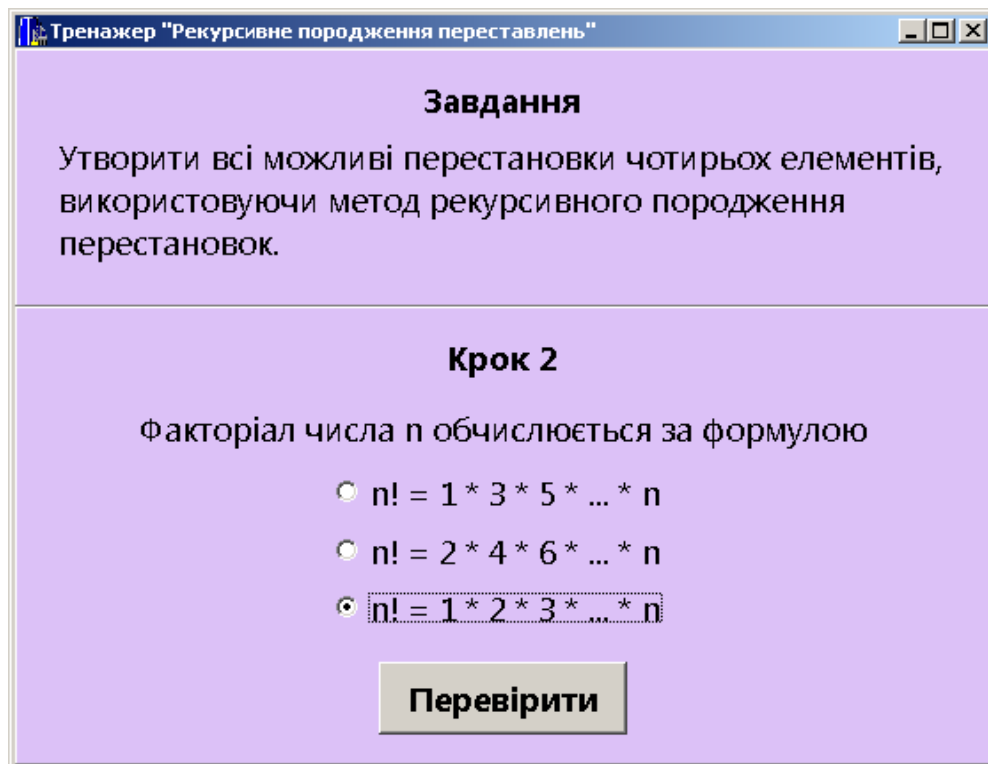 Тренажер "Рекурсивне породження переставлень"
Завдання
Утворити всі можливі перестановки чотирьох елементів,
використовуючи метод рекурсивного породження
перестановок.
Крок 2
Факторіал числа n обчислюється за формулою
n! = 1 * 3 * 5 * ... * n
n! = 2 * 4 * 6 * ... * n
n! = 1 * 2 * 3 * ... * n
Перевірити